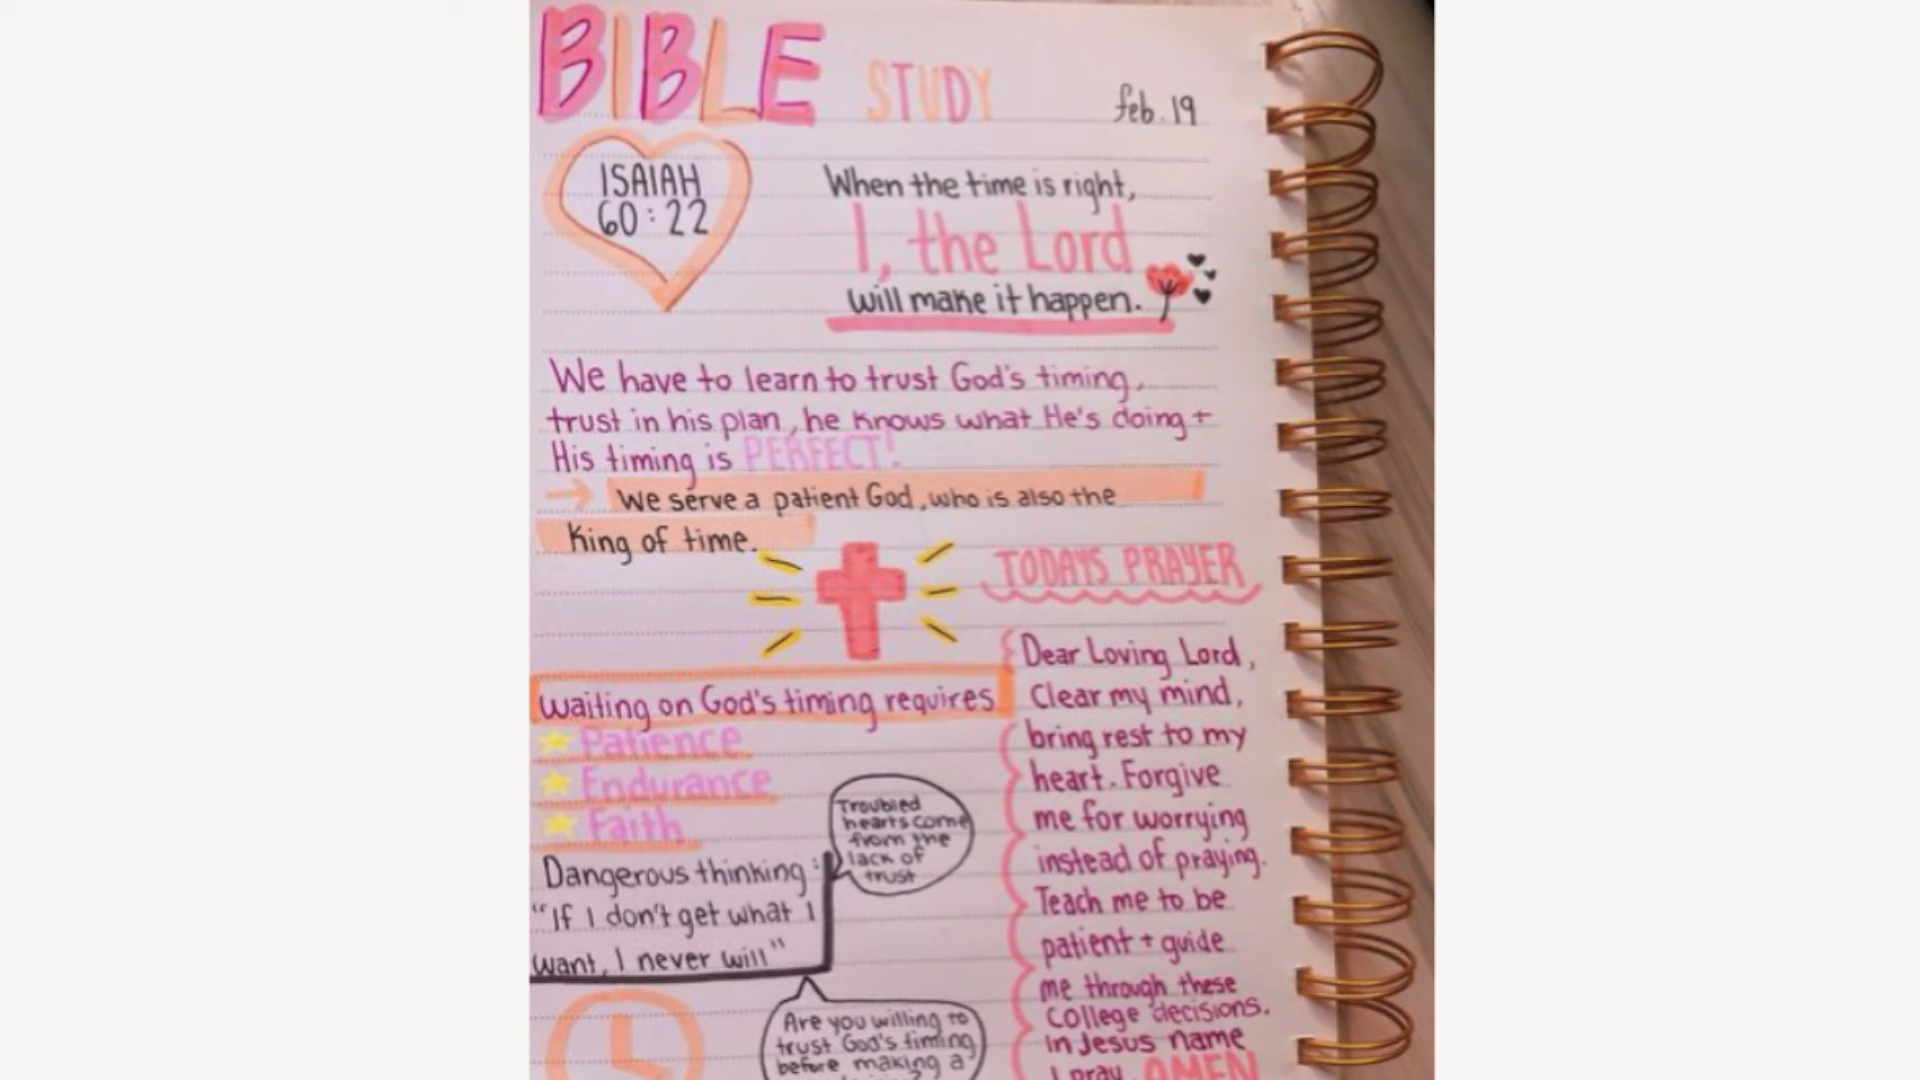 BIBLE STUDY
feb. 19
ISAIAH
60:22
When the time is right,
I, the Lord
will make it happen.
We have to learn to trust God's timing,
trust in his plan, he knows what He's doing +
His timing is PERFECT!
→ We serve a patient God, who is also the
King of time.
waiting on God's timing requires
Patience
Endurance
Faith
Troubled
hearts come
from the
lack of
trust
Dangerous thinking:
"If I don't get what I
want, I never will"
Are you willing to
trust God's timing
before making a
TODAYS PRAYER
Dear Loving Lord,
Clear my mind,
bring rest to my
heart. Forgive
me for worrying
instead of praying.
Teach me to be
patient + guide
me through these
College decisions.
In Jesus name
I pray AMEN